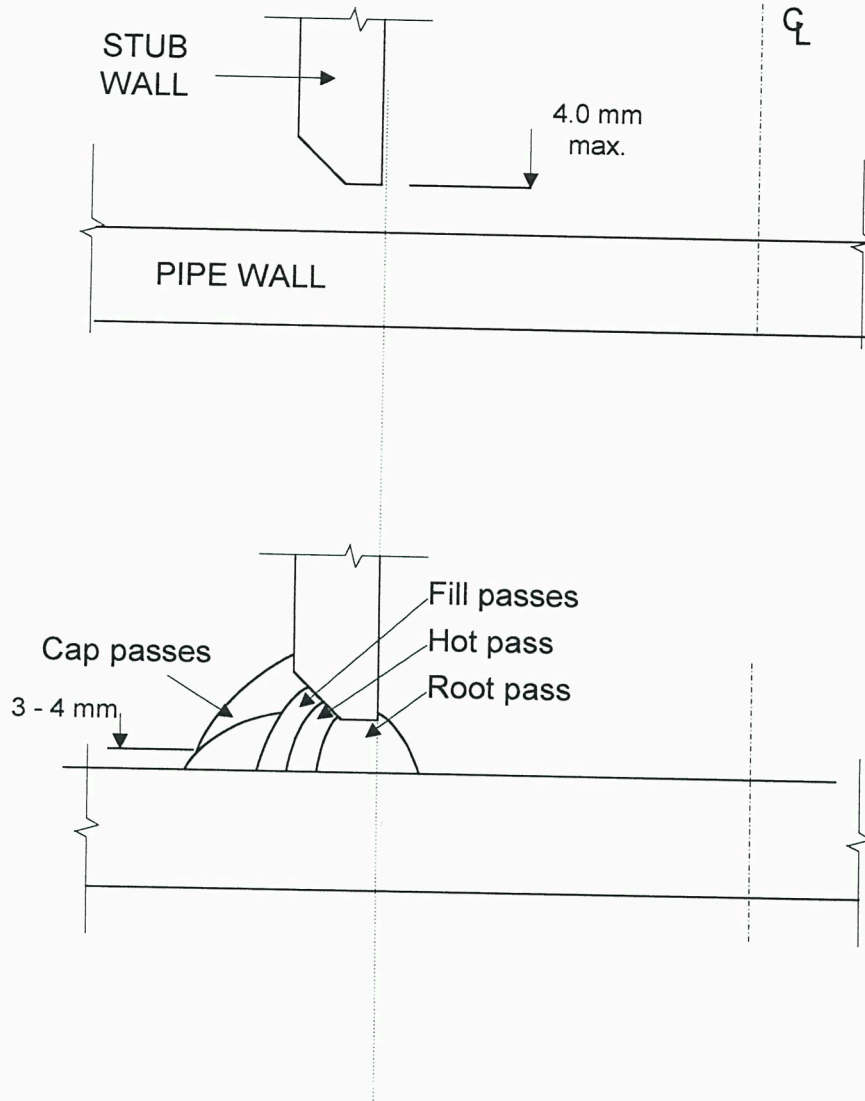 ℄
STUB
WALL
4.0 mm
max.
PIPE WALL
Fill passes
Cap passes
Hot pass
Root pass
3 - 4 mm